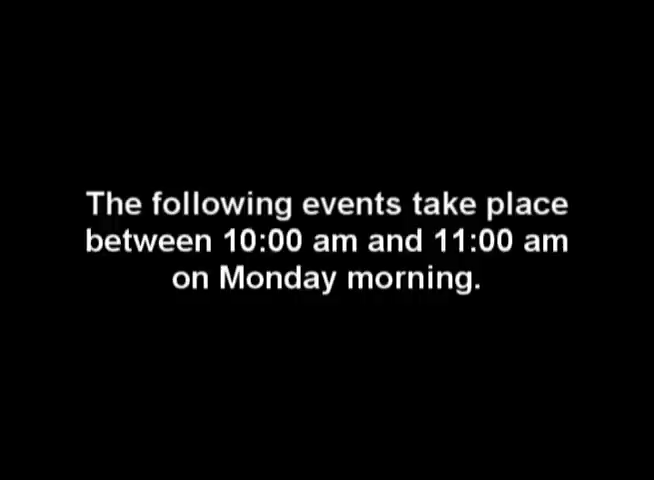 The following events take place
between 10:00 am and 11:00 am
on Monday morning.